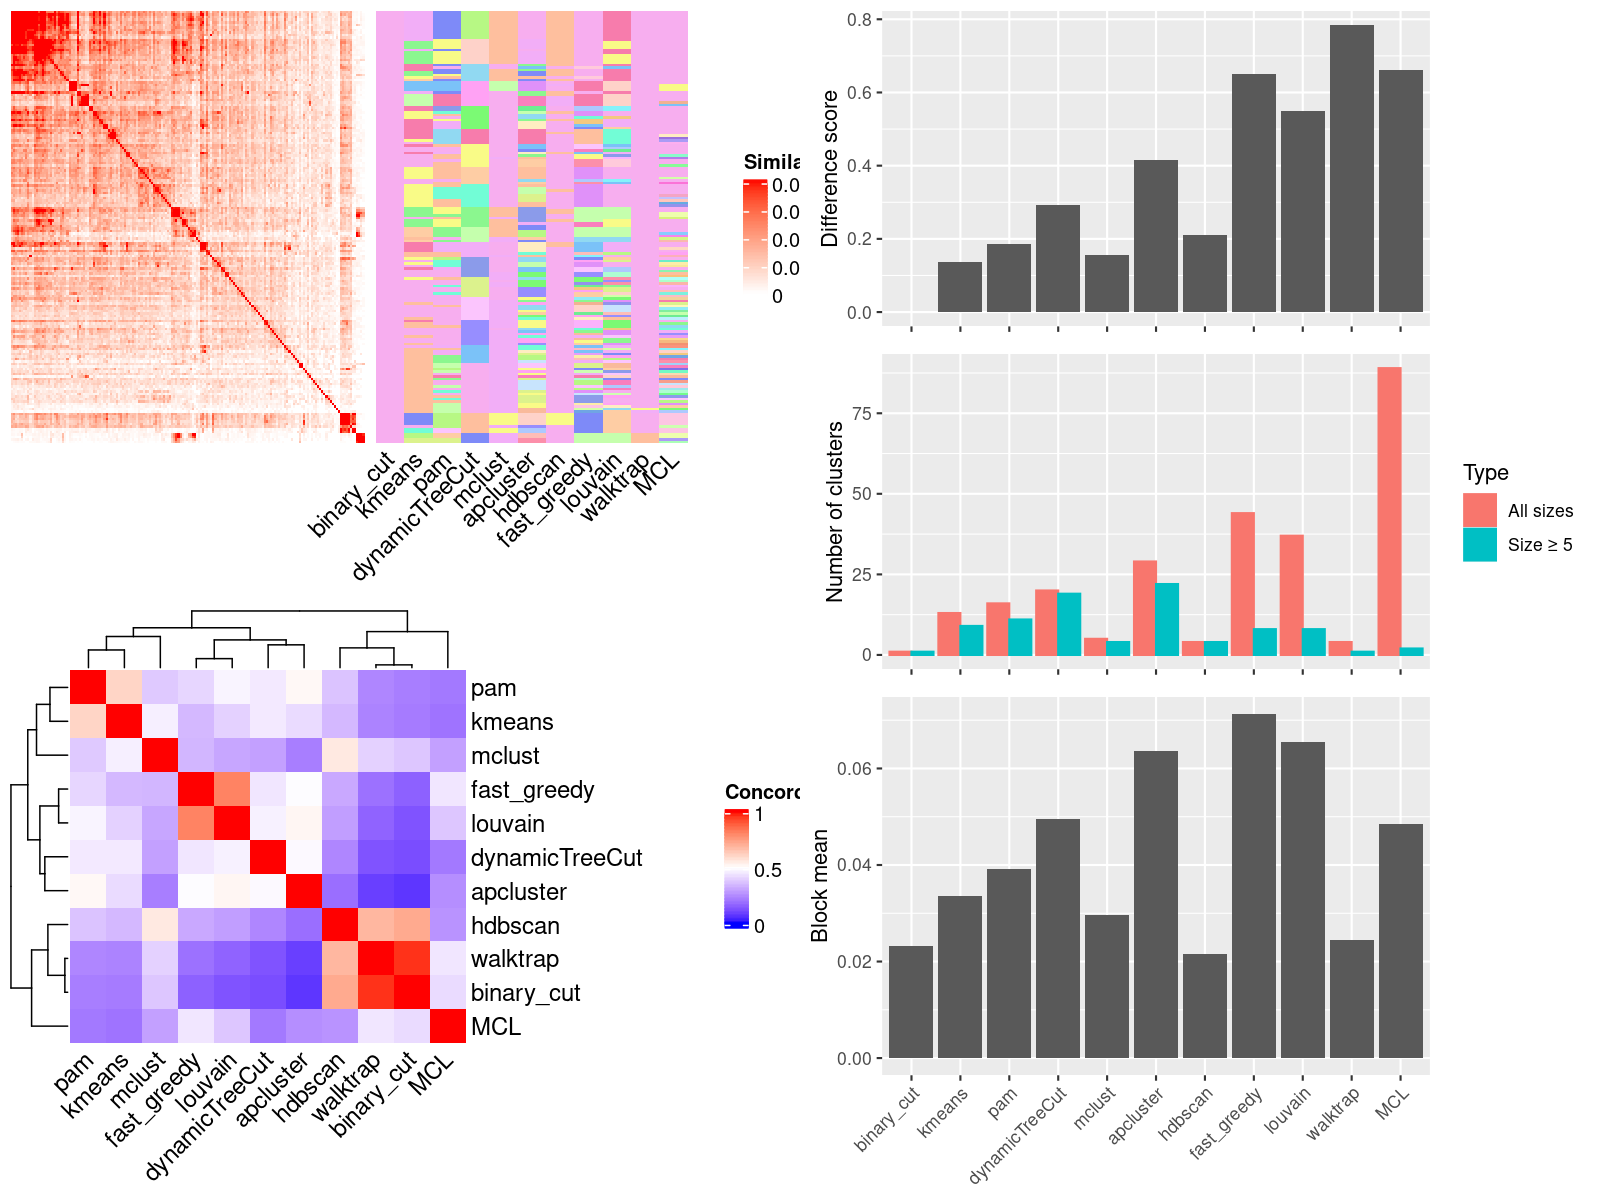 Simila
0.0
0.0
0.0
0.0
0
binary_cut
kmeans
pam
dynamicTreeCut
mclust
apcluster
hdbscan
fast_greedy
louvain
walktrap
MCL
pam
kmeans
mclust
fast_greedy
louvain
dynamicTreeCut
apcluster
hdbscan
walktrap
binary_cut
MCL
pam
kmeans
mclust
fast_greedy
louvain
dynamicTreeCut
apcluster
hdbscan
walktrap
binary_cut
MCL
Concord
1
0.5
0
Difference score
0.8
0.6
0.4
0.2
0.0
Number of clusters
75
50
25
0
Type
All sizes
Size ≥ 5
Block mean
0.06
0.04
0.02
0.00
binary_cut
kmeans
pam
dynamicTreeCut
mclust
apcluster
hdbscan
fast_greedy
louvain
walktrap
MCL